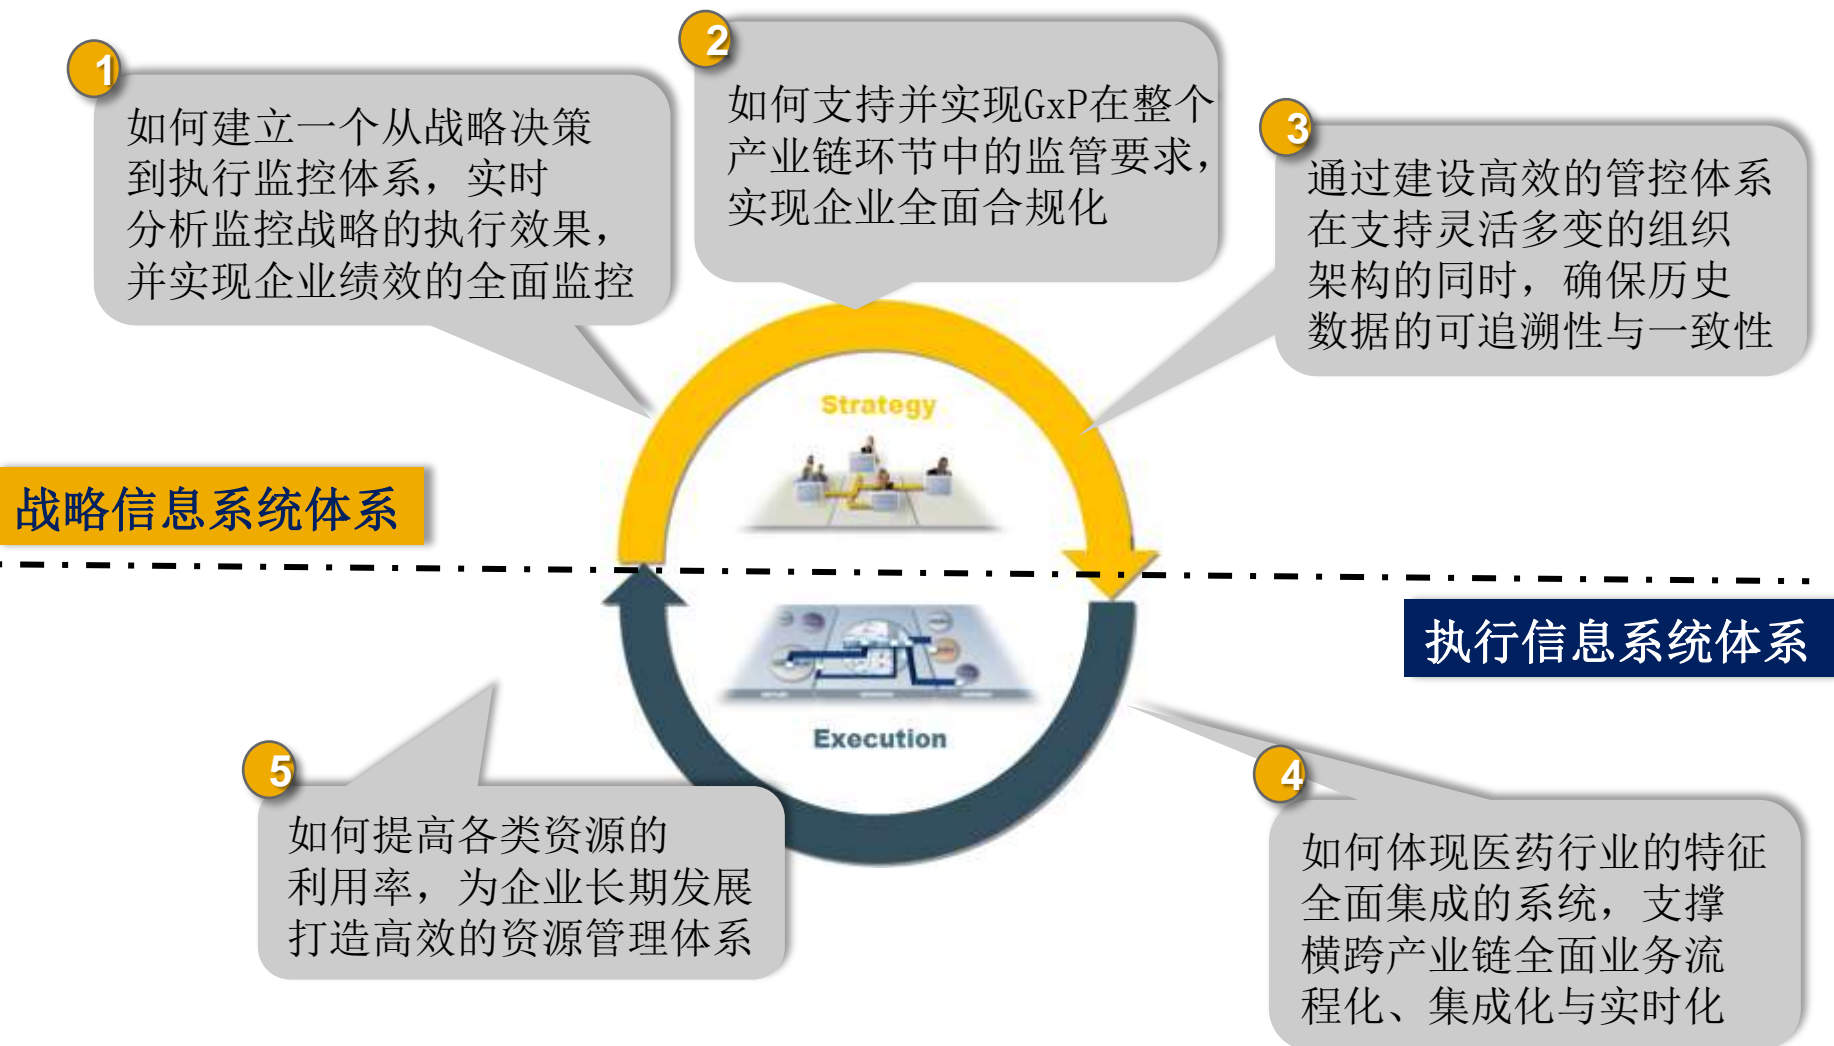 1
如何建立一个从战略决策
到执行监控体系，实时
分析监控战略的执行效果，
并实现企业绩效的全面监控
2
如何支持并实现GxP在整个
产业链环节中的监管要求，
实现企业全面合规化
3
通过建设高效的管控体系
在支持灵活多变的组织
架构的同时，确保历史
数据的可追溯性与一致性
Strategy
战略信息系统体系
执行信息系统体系
Execution
5
如何提高各类资源的
利用率，为企业长期发展
打造高效的资源管理体系
4
如何体现医药行业的特征
全面集成的系统，支撑
横跨产业链全面业务流
程化、集成化与实时化